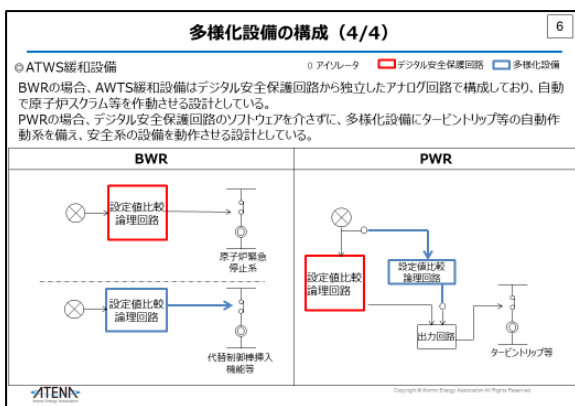 多様化設備の構成（4/4）
6
◎ATWS緩和設備
() アイソレータ
デジタル安全保護回路
多様化設備
BWRの場合、AWTS緩和設備はデジタル安全保護回路から独立したアナログ回路で構成しており、自動
で原子炉スクラム等を作動させる設計としている。
PWRの場合、デジタル安全保護回路のソフトウェアを介さずに、多様化設備にタービントリップ等の自動作
動系を備え、安全系の設備を動作させる設計としている。
BWR
PWR
設定値比較
論理回路
原子炉緊急
停止系
設定値比較
論理回路
代替制御棒挿入
機能等
設定値比較
論理回路
設定値比較
論理回路
出力回路
タービントリップ等
ATENA
Atomic Energy Association
Copyright © Atomic Energy Association All Rights Reserved.